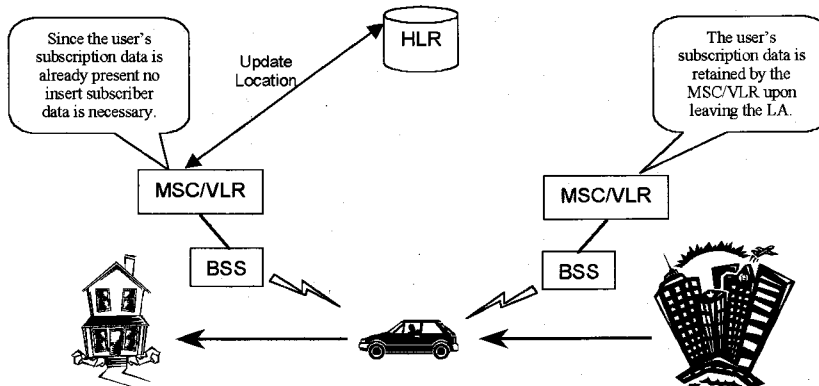 Since the user's
subscription data is
already present no
insert subscriber
data is necessary.
Update
Location
HLR
The user's
subscription data is
retained by the
MSC/VLR upon
leaving the LA.
MSC/VLR
MSC/VLR
BSS
BSS